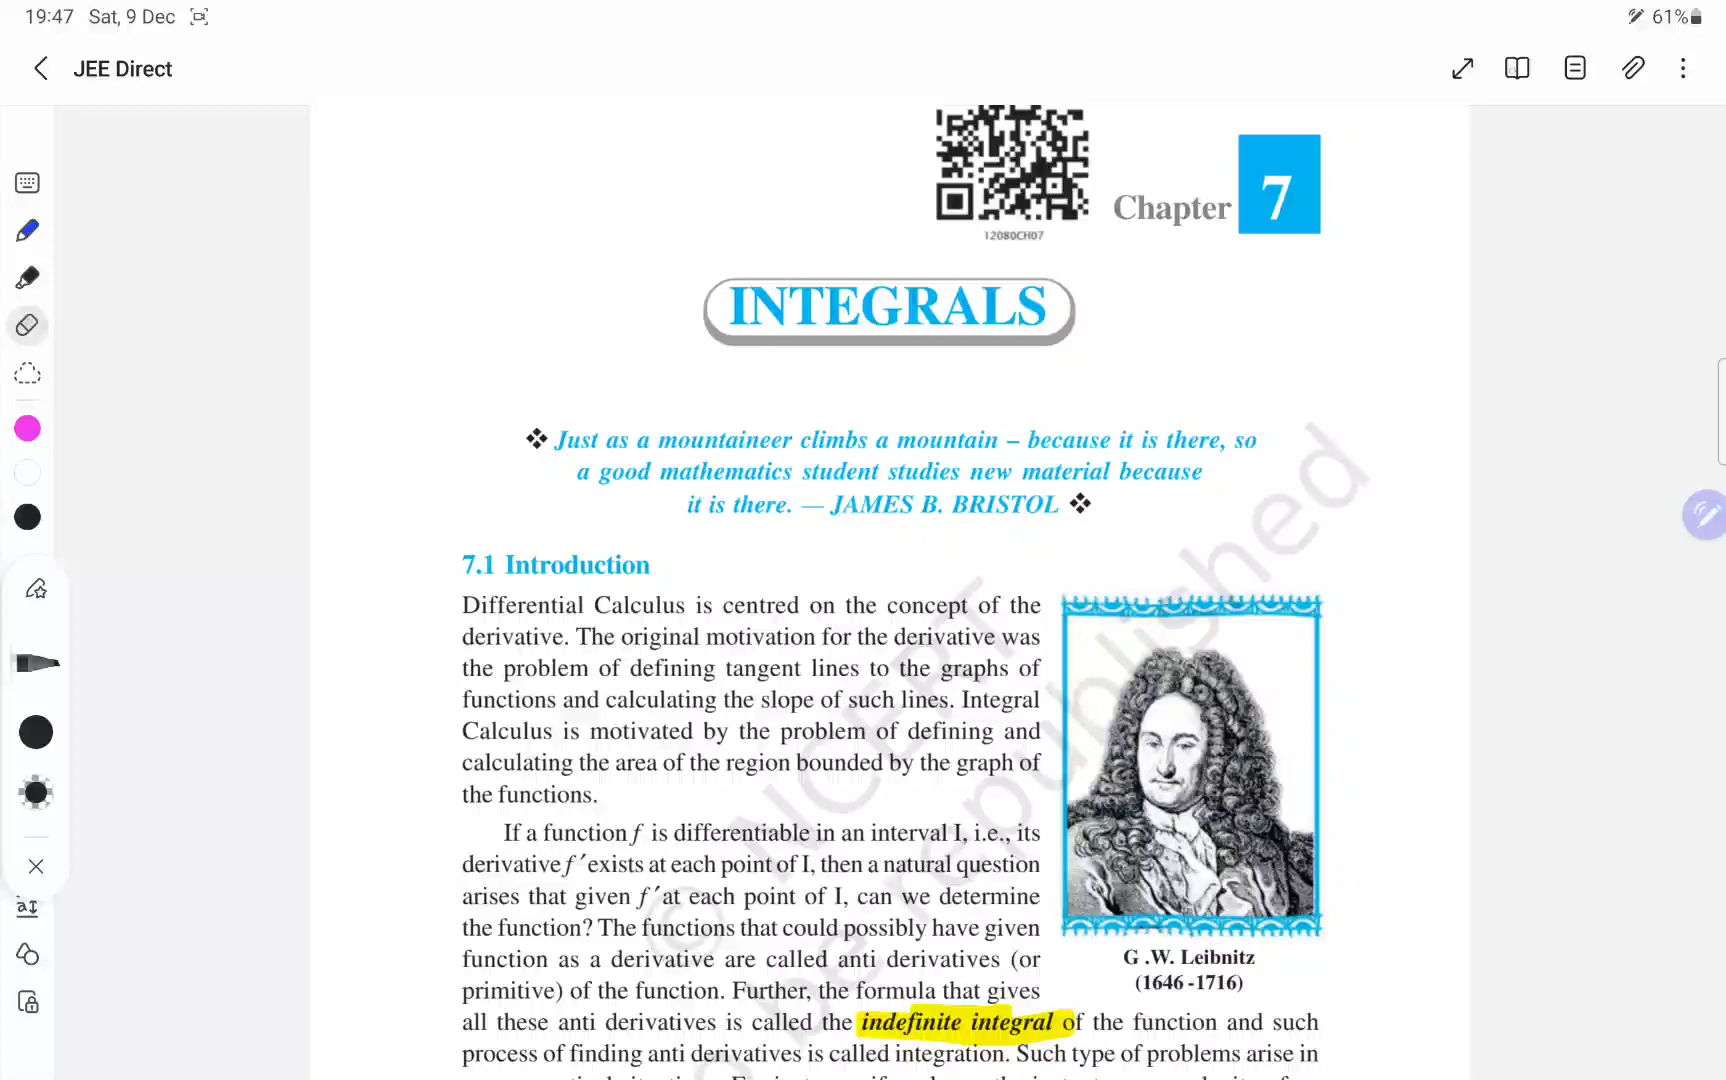 19:47 Sat, 9 Dec
61%
JEE Direct
12080CH07
Chapter 7
INTEGRALS
❖ Just as a mountaineer climbs a mountain – because it is there, so
a good mathematics student studies new material because
it is there. — JAMES B. BRISTOL ❖
7.1 Introduction
Differential Calculus is centred on the concept of the
derivative. The original motivation for the derivative was
the problem of defining tangent lines to the graphs of
functions and calculating the slope of such lines. Integral
Calculus is motivated by the problem of defining and
calculating the area of the region bounded by the graph of
the functions.
If a function f is differentiable in an interval I, i.e., its
derivative f ′ exists at each point of I, then a natural question
arises that given f ′ at each point of I, can we determine
the function? The functions that could possibly have given
function as a derivative are called anti derivatives (or
primitive) of the function. Further, the formula that gives
all these anti derivatives is called the indefinite integral of the function and such
process of finding anti derivatives is called integration. Such type of problems arise in
G .W. Leibnitz
(1646 -1716)
© NCERT
be republished